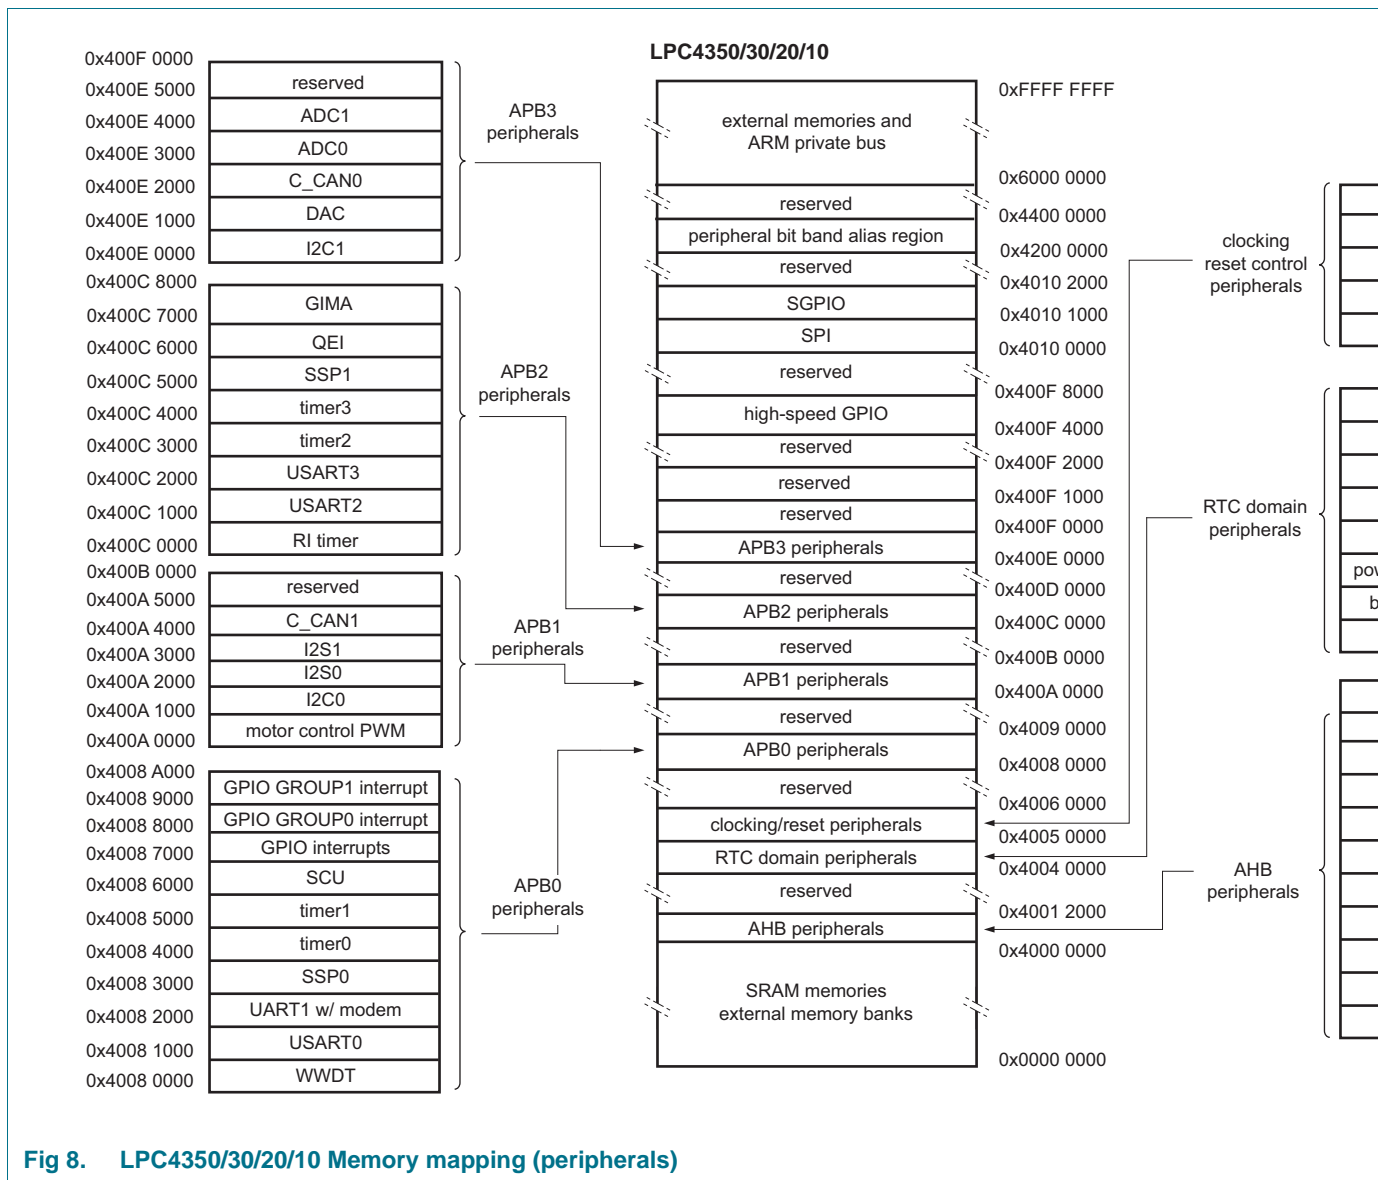 LPC4350/30/20/10
0x400F 0000
reserved
0x400E 5000
ADC1
0x400E 4000
ADC0
0x400E 3000
C_CAN0
0x400E 2000
DAC
0x400E 1000
I2C1
0x400E 0000
APB3
peripherals
0x400C 8000
GIMA
0x400C 7000
QEI
0x400C 6000
SSP1
0x400C 5000
timer3
0x400C 4000
timer2
0x400C 3000
USART3
0x400C 2000
USART2
0x400C 1000
RI timer
0x400C 0000
APB2
peripherals
0x400B 0000
reserved
0x400A 5000
C_CAN1
0x400A 4000
I2S1
0x400A 3000
I2S0
0x400A 2000
I2C0
0x400A 1000
motor control PWM
0x400A 0000
APB1
peripherals
0x4008 A000
GPIO GROUP1 interrupt
0x4008 9000
GPIO GROUP0 interrupt
0x4008 8000
GPIO interrupts
0x4008 7000
SCU
0x4008 6000
timer1
0x4008 5000
timer0
0x4008 4000
SSP0
0x4008 3000
UART1 w/ modem
0x4008 2000
USART0
0x4008 1000
WWDT
0x4008 0000
APB0
peripherals
0xFFFF FFFF
external memories and
ARM private bus
0x6000 0000
reserved
0x4400 0000
peripheral bit band alias region
0x4200 0000
reserved
0x4010 2000
SGPIO
0x4010 1000
SPI
0x4010 0000
reserved
0x400F 8000
high-speed GPIO
0x400F 4000
reserved
0x400F 2000
reserved
0x400F 1000
reserved
0x400F 0000
APB3 peripherals
0x400E 0000
reserved
0x400D 0000
APB2 peripherals
0x400C 0000
reserved
0x400B 0000
APB1 peripherals
0x400A 0000
reserved
0x4009 0000
APB0 peripherals
0x4008 0000
reserved
0x4006 0000
clocking/reset peripherals
0x4005 0000
RTC domain peripherals
0x4004 0000
reserved
0x4001 2000
AHB peripherals
0x4000 0000
SRAM memories
external memory banks
0x0000 0000
clocking
reset control
peripherals
RTC domain
peripherals
AHB
peripherals
Fig 8. LPC4350/30/20/10 Memory mapping (peripherals)